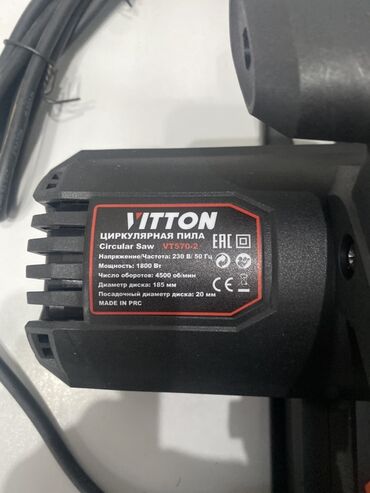 VITTON
ЦИРКУЛЯРНАЯ ПИЛА
Circular Saw VT570-2
Напряжение/Частота: 230 В/ 50 Гц
Мощность: 1800 Вт
Число оборотов: 4500 об/мин
Диаметр диска: 185 мм
Посадочный диаметр диска: 20 мм
MADE IN PRC
EAC
CE